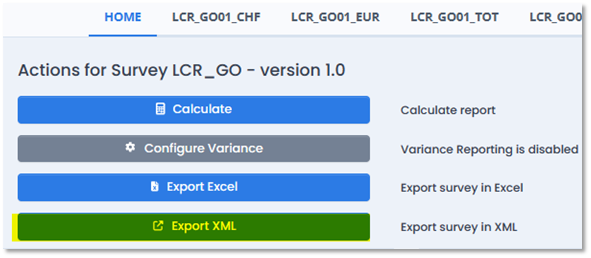 HOME LCR_GO01_CHF LCR_GO01_EUR LCR_GO01_TOT LCR_GO0
Actions for Survey LCR_GO - version 1.0
Calculate Calculate report
Configure Variance Variance Reporting is disabled
Export Excel Export survey in Excel
Export XML Export survey in XML